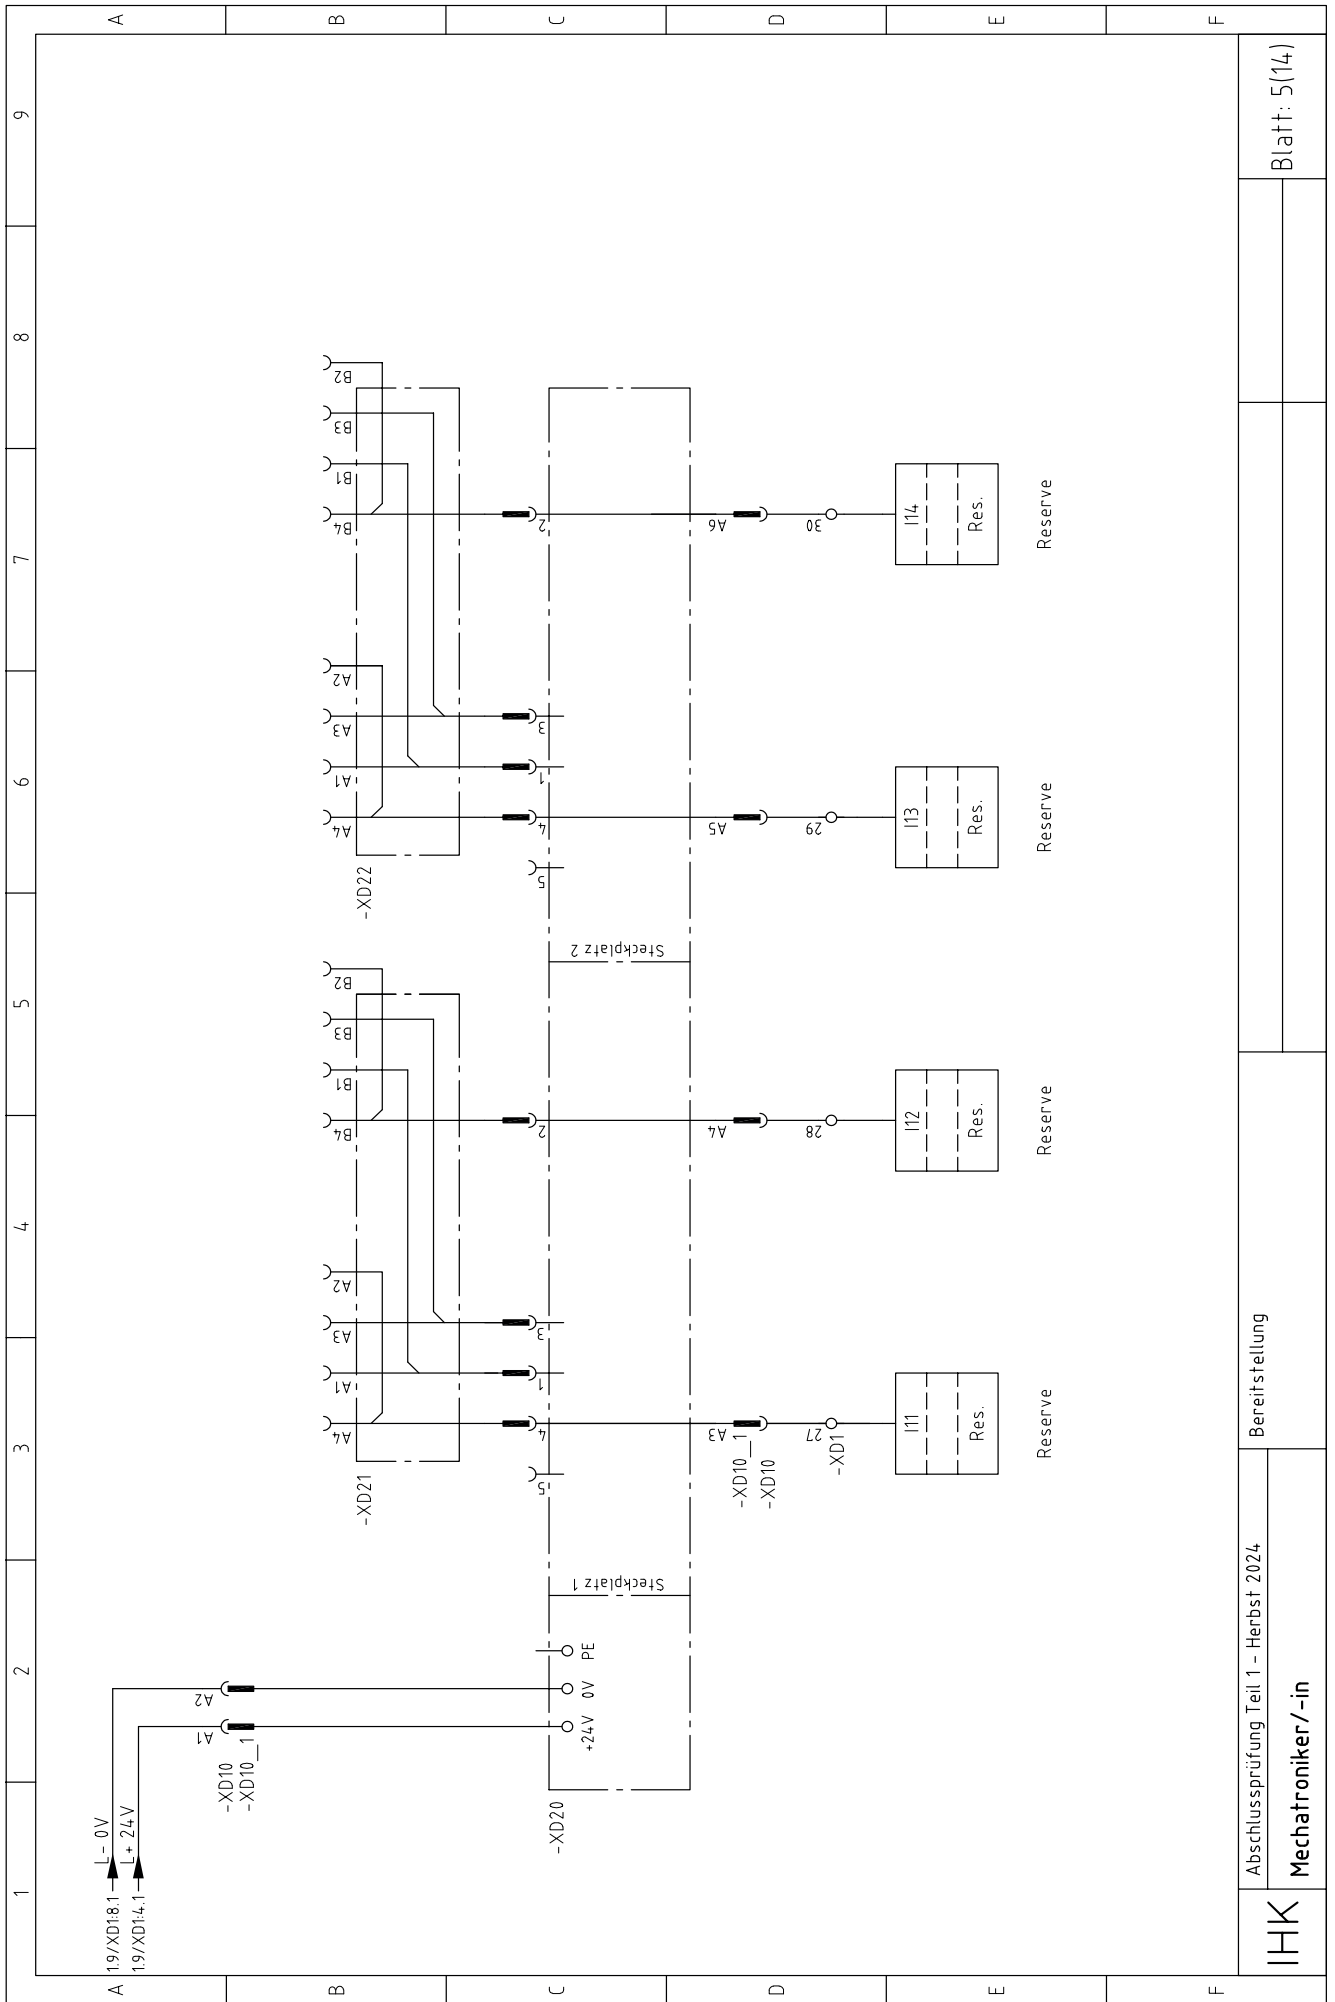 1 2 3 4 5 6 7 8 9
A
B
C
D
E
F
A
B
C
D
E
F
1.9/XD1:8.1
L- 0V
1.9/XD1:4.1
L+ 24V
A1
A2
-XD10
-XD10__1
-XD21
A4 A1 A3 A2 B4 B1 B3 B2
-XD22
A4 A1 A3 A2 B4 B1 B3 B2
-XD20
+24V 0V PE
Steckplatz 1
5 4 1 3 2
Steckplatz 2
5 4 1 3 2
A3 A4 A5 A6
-XD10__1
-XD10
27 28 29 30
-XD1
I11 I12 I13 I14
Res. Res. Res. Res.
Reserve Reserve Reserve Reserve
IHK
Abschlussprüfung Teil 1 - Herbst 2024
Mechatroniker/-in
Bereitstellung
Blatt: 5(14)